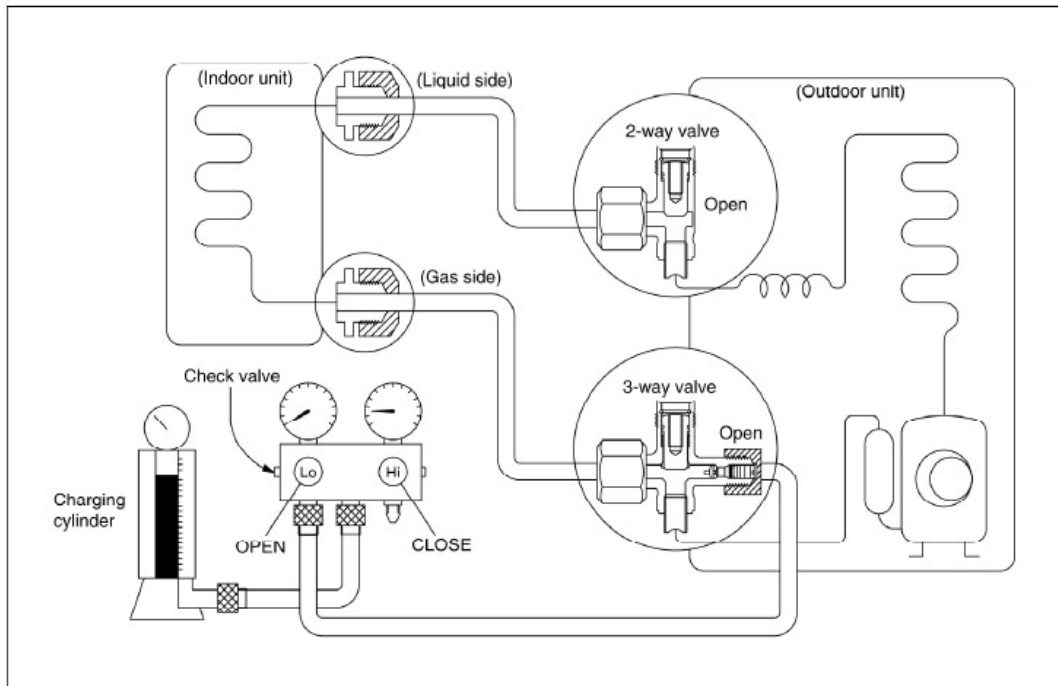 (Indoor unit)
(Liquid side)
(Outdoor unit)
2-way valve
Open
(Gas side)
Check valve
3-way valve
Open
Lo
Hi
Charging
cylinder
OPEN
CLOSE